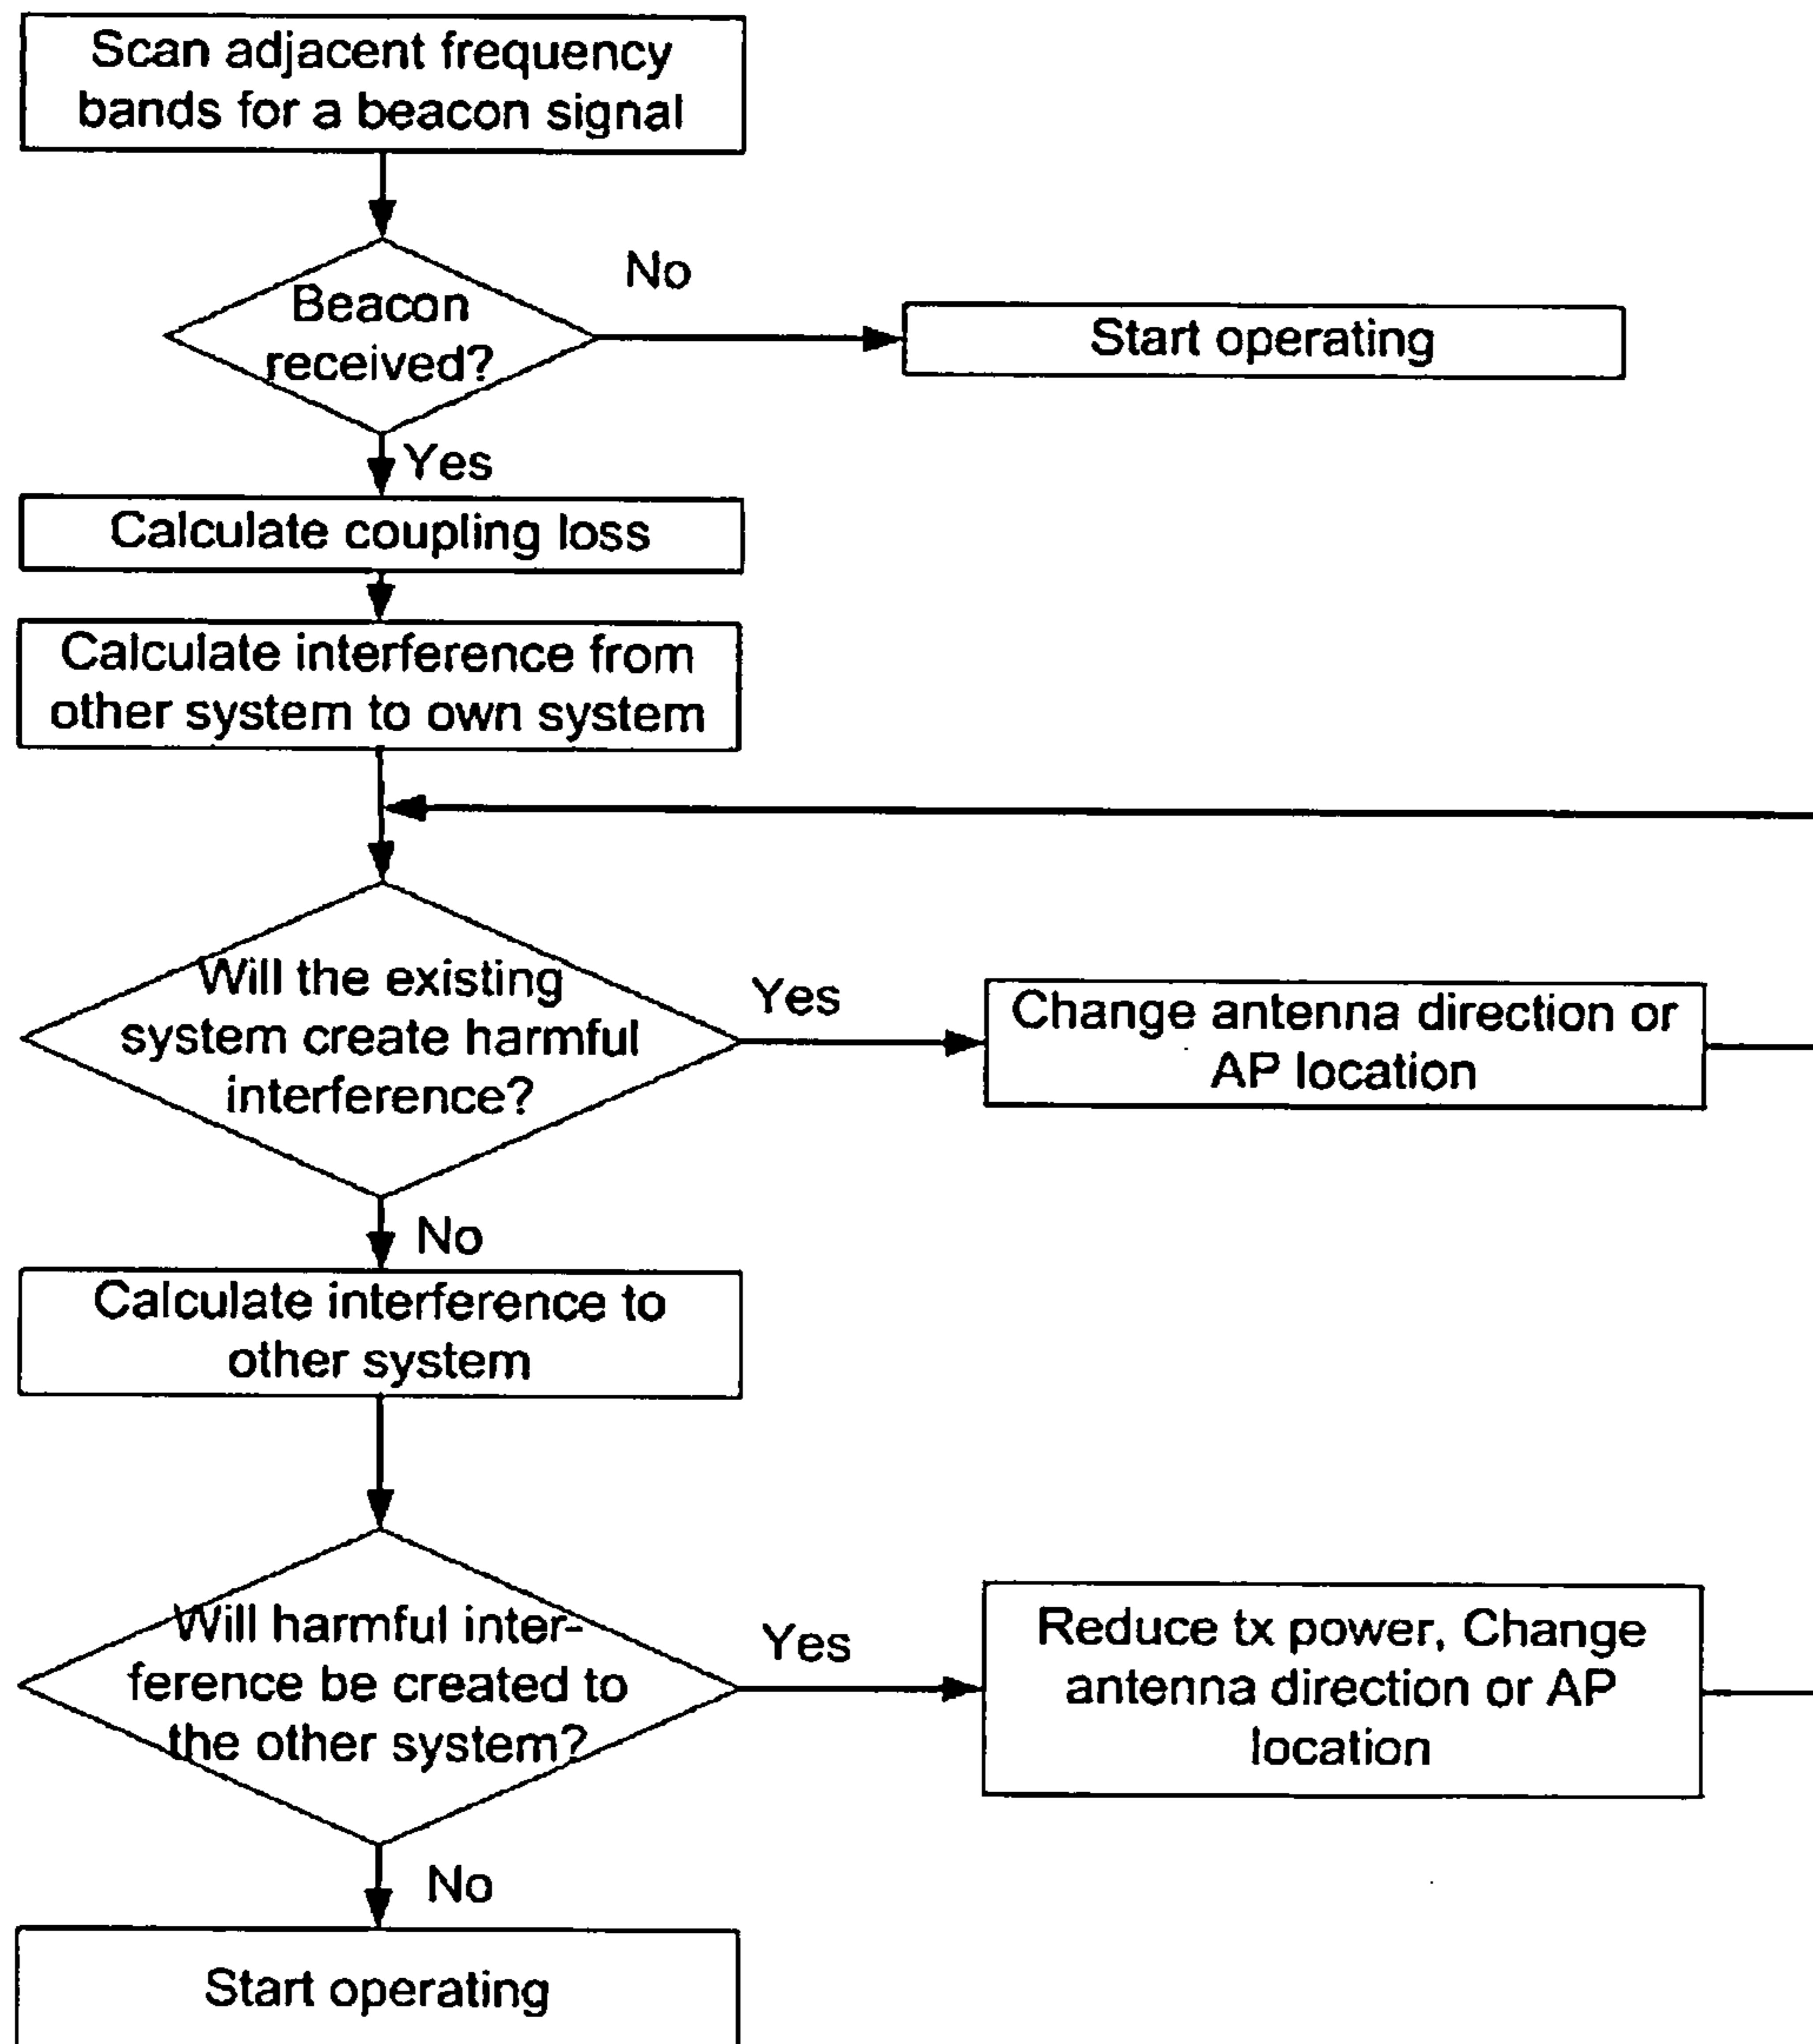 Scan adjacent frequency
bands for a beacon signal
No
Beacon
received?
Start operating
Yes
Calculate coupling loss
Calculate interference from
other system to own system
Will the existing
system create harmful
interference?
Yes
Change antenna direction or
AP location
No
Calculate interference to
other system
Will harmful inter-
ference be created to
the other system?
Yes
Reduce tx power, Change
antenna direction or AP
location
No
Start operating